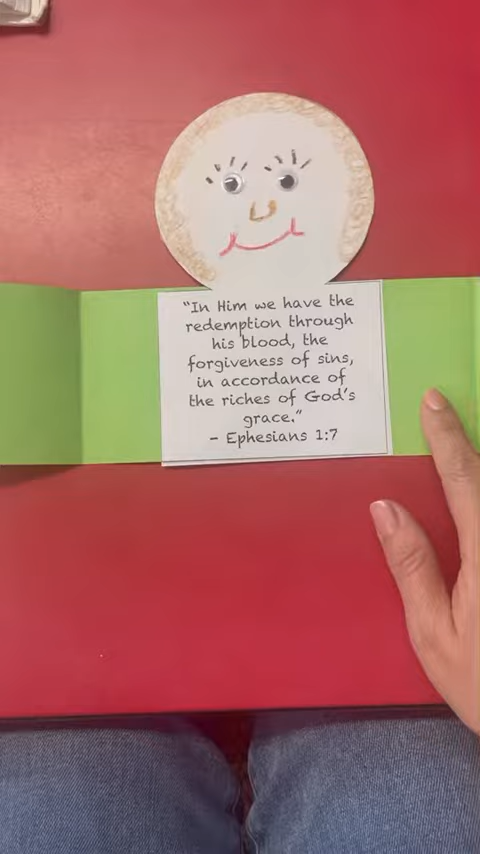 "In Him we have the
redemption through
his blood, the
forgiveness of sins,
in accordance of
the riches of God's
grace."
- Ephesians 1:7